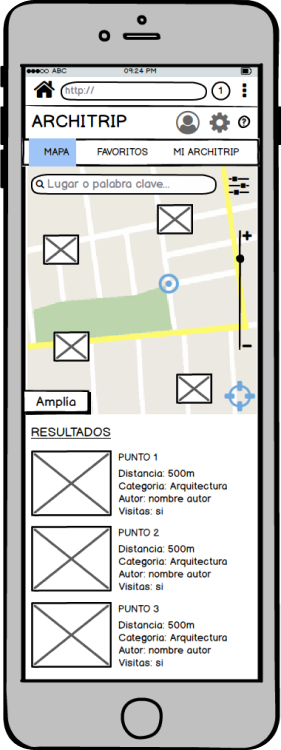 ABC 09:24 PM
http:// 1
ARCHITRIP ?
MAPA FAVORITOS MI ARCHITRIP
Lugar o palabra clave...
+
−
Amplía
RESULTADOS
PUNTO 1
Distancia: 500m
Categoria: Arquitectura
Autor: nombre autor
Visitas: si
PUNTO 2
Distancia: 500m
Categoria: Arquitectura
Autor: nombre autor
Visitas: si
PUNTO 3
Distancia: 500m
Categoria: Arquitectura
Autor: nombre autor
Visitas: si